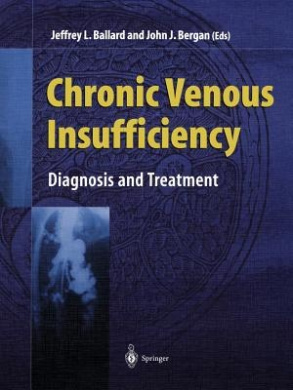 Jeffrey L. Ballard and John J. Bergan (Eds)
Chronic Venous
Insufficiency
Diagnosis and Treatment
Springer